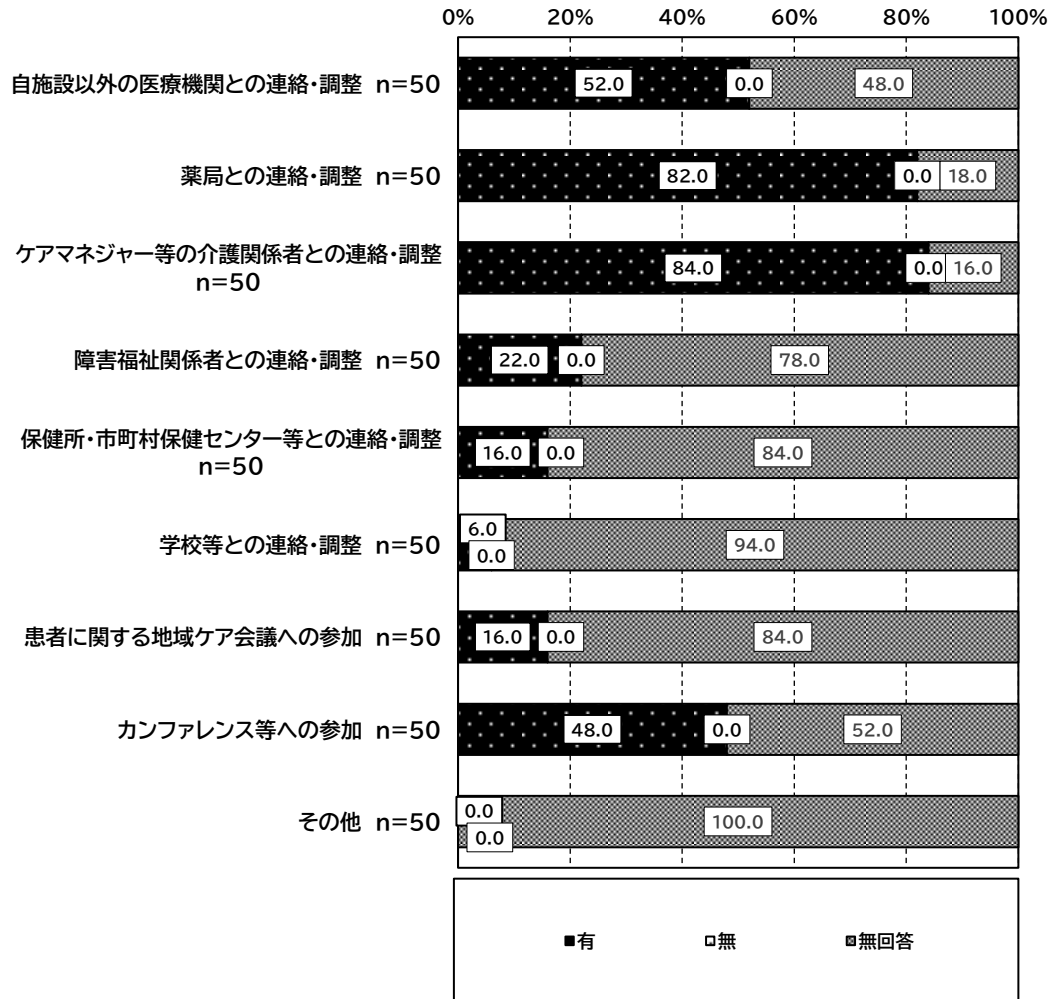 0% 20% 40% 60% 80% 100%
自施設以外の医療機関との連絡・調整 n=50 52.0 0.0 48.0
薬局との連絡・調整 n=50 82.0 0.0 18.0
ケアマネジャー等の介護関係者との連絡・調整
n=50 84.0 0.0 16.0
障害福祉関係者との連絡・調整 n=50 22.0 0.0 78.0
保健所・市町村保健センター等との連絡・調整
n=50 16.0 0.0 84.0
学校等との連絡・調整 n=50 6.0 0.0 94.0
患者に関する地域ケア会議への参加 n=50 16.0 0.0 84.0
カンファレンス等への参加 n=50 48.0 0.0 52.0
その他 n=50 0.0 0.0 100.0
有 無 無回答